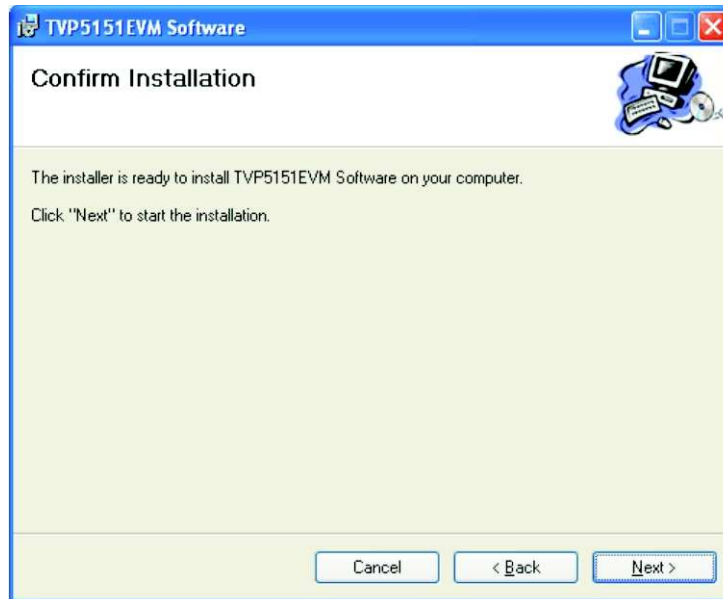 TVP5151EVM Software
Confirm Installation
The installer is ready to install TVP5151EVM Software on your computer.
Click "Next" to start the installation.
Cancel
< Back
Next >